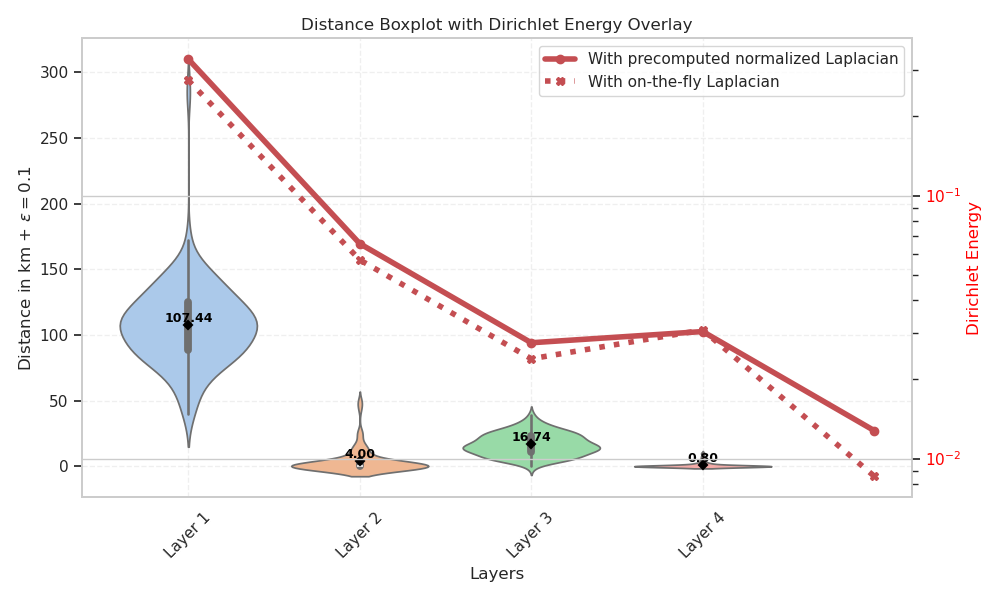 Distance Boxplot with Dirichlet Energy Overlay
With precomputed normalized Laplacian
With on-the-fly Laplacian
Distance in km + ε = 0.1
300
250
200
150
100
50
0
107.44
4.00
16.74
0.80
10⁻¹
10⁻²
Dirichlet Energy
Layer 1
Layer 2
Layer 3
Layer 4
Layers